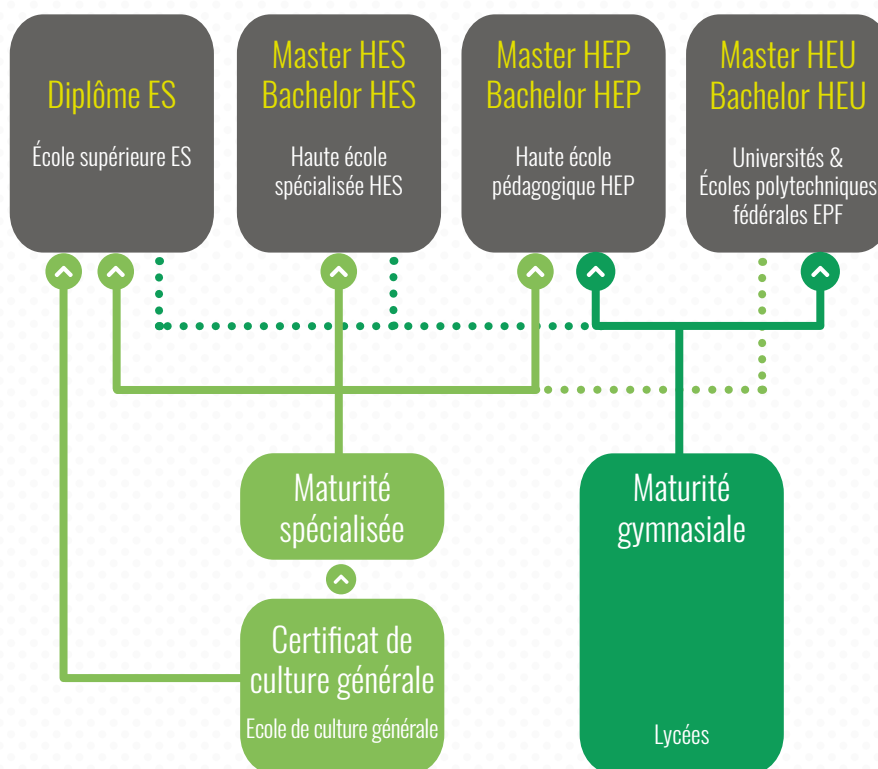 Diplôme ES
École supérieure ES
Master HES
Bachelor HES
Haute école
spécialisée HES
Master HEP
Bachelor HEP
Haute école
pédagogique HEP
Master HEU
Bachelor HEU
Universités &
Écoles polytechniques
fédérales EPF
Maturité
spécialisée
Certificat de
culture générale
Ecole de culture générale
Maturité
gymnasiale
Lycées